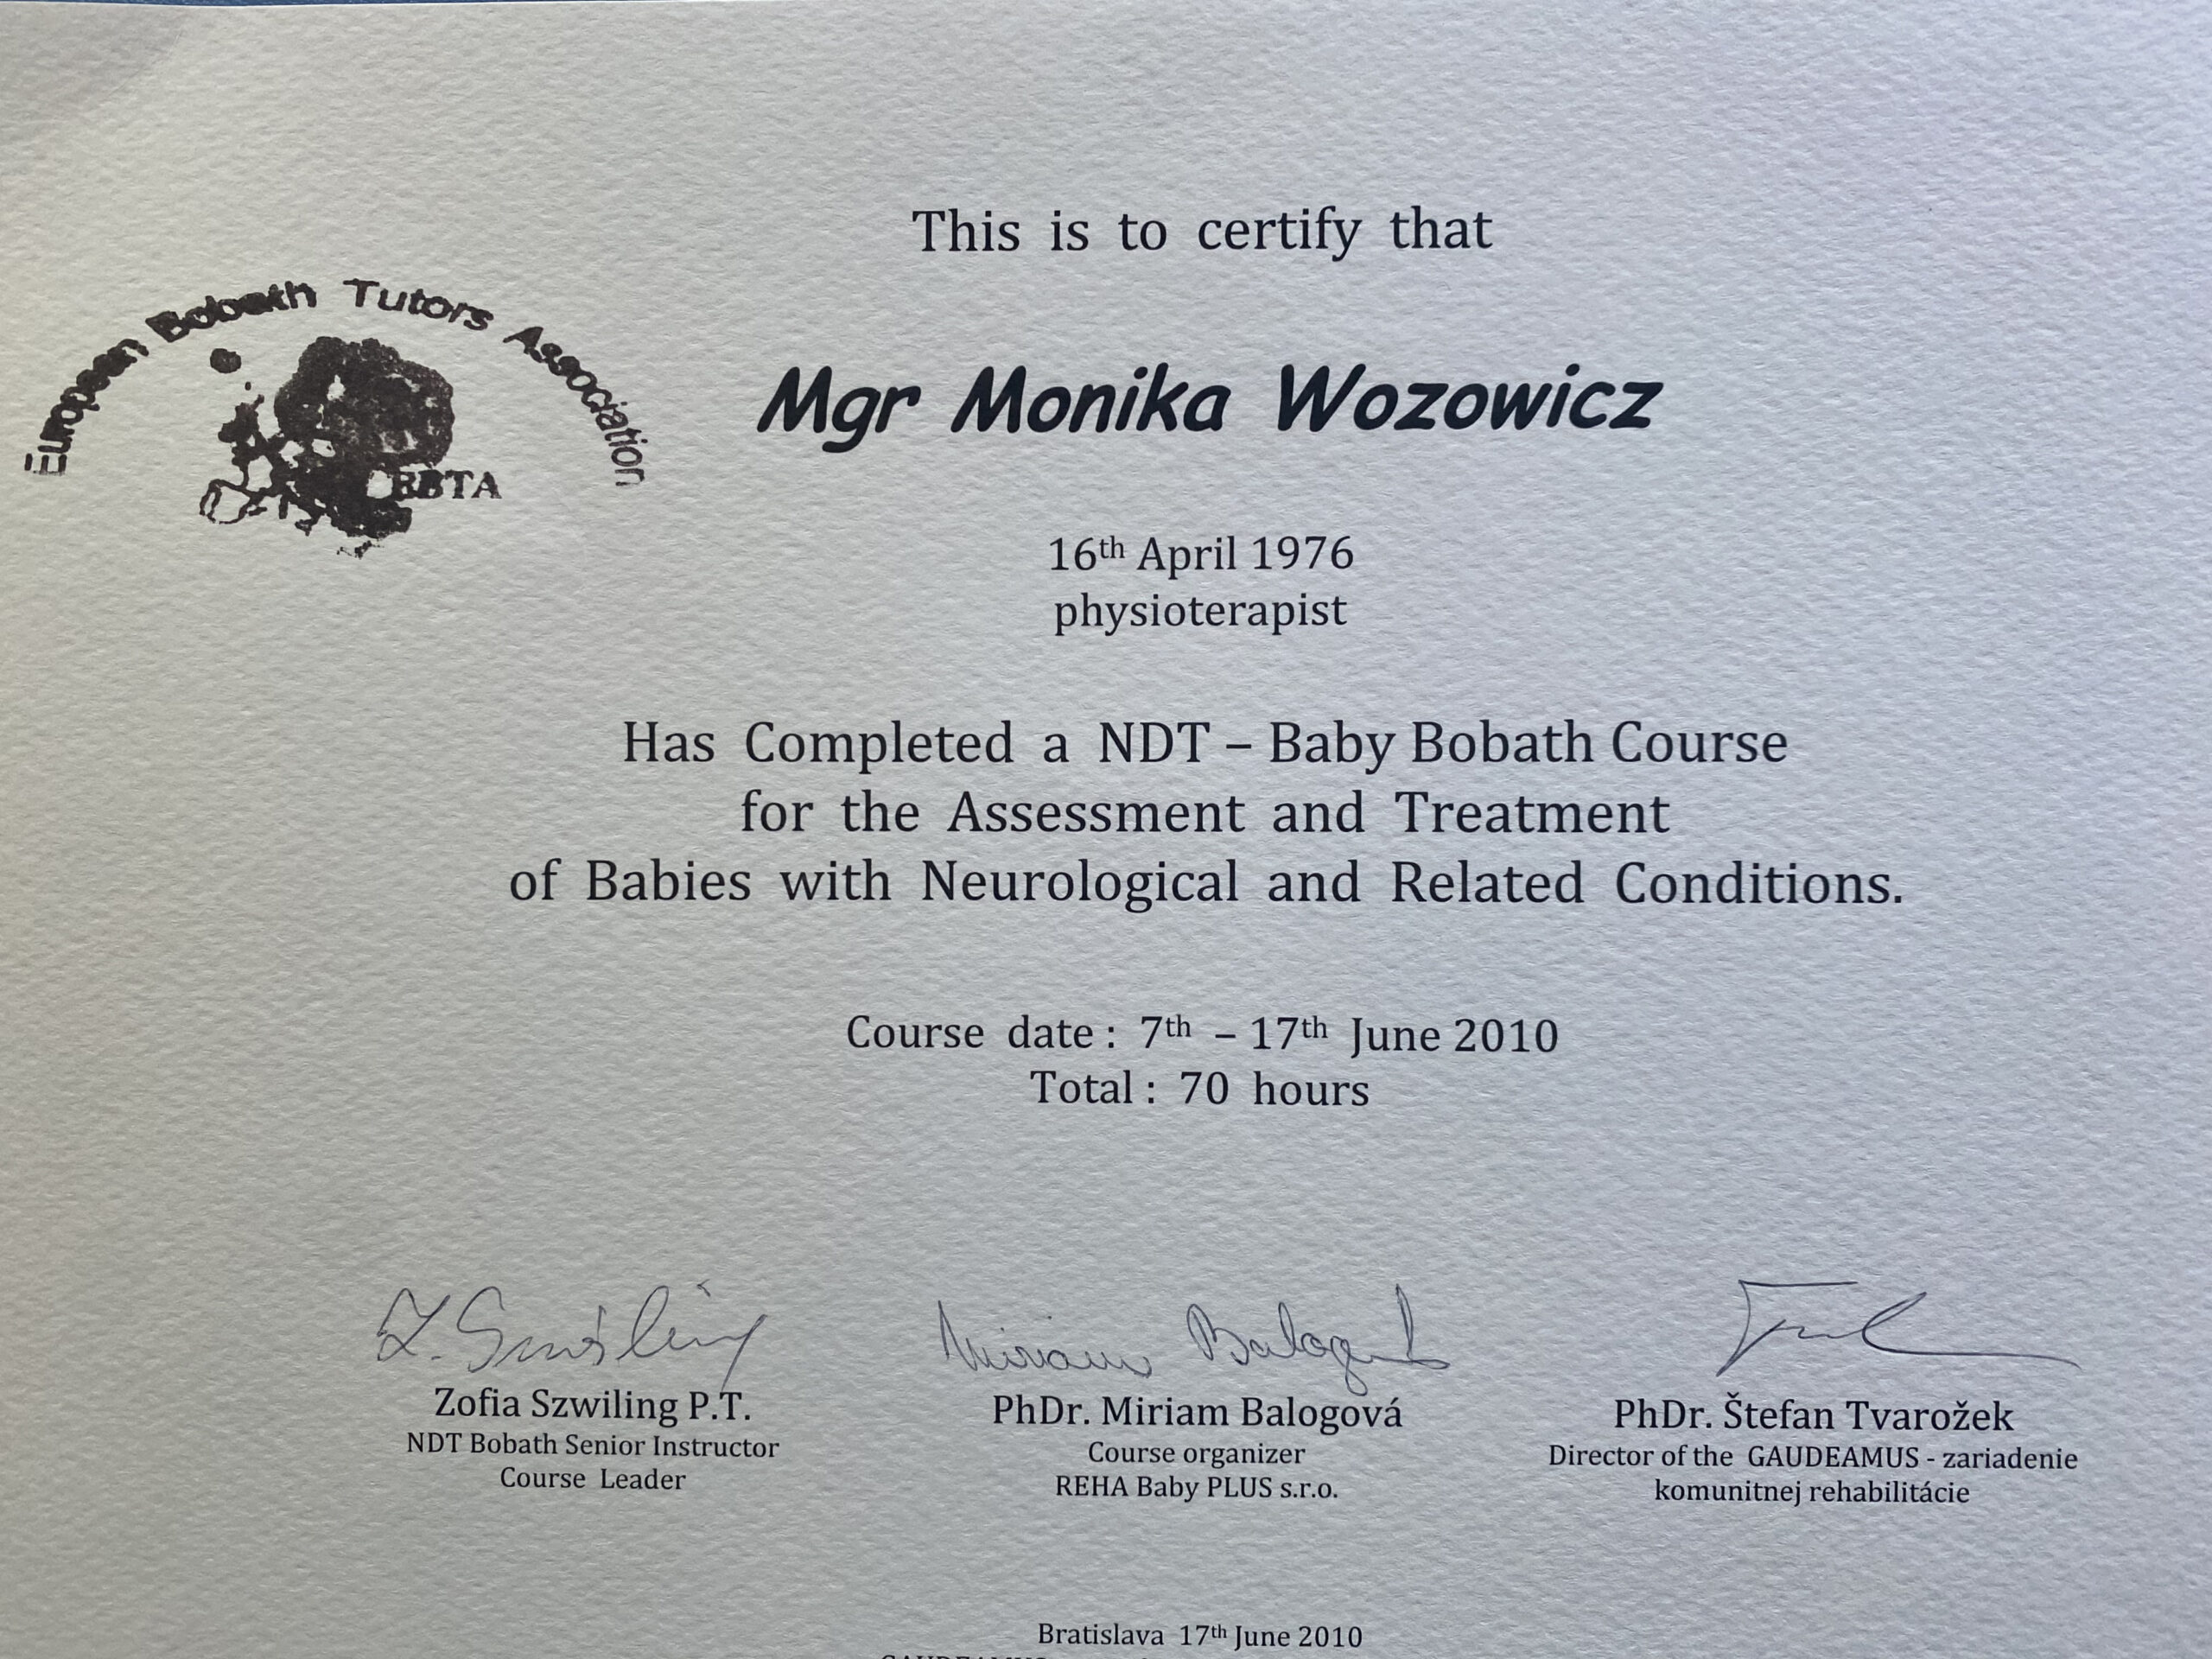 This is to certify that
European Bobath Tutors Association
EBTA
Mgr Monika Wozowicz
16th April 1976
physioterapist
Has Completed a NDT – Baby Bobath Course
for the Assessment and Treatment
of Babies with Neurological and Related Conditions.
Course date : 7th – 17th June 2010
Total : 70 hours
Z. Szwiling
Miriam Balogová
Zofia Szwiling P.T.
NDT Bobath Senior Instructor
Course Leader
PhDr. Miriam Balogová
Course organizer
REHA Baby PLUS s.r.o.
PhDr. Štefan Tvarožek
Director of the GAUDEAMUS - zariadenie
komunitnej rehabilitácie
Bratislava 17th June 2010